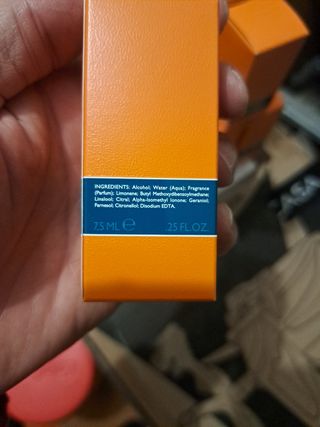 INGREDIENTS: Alcohol; Water (Aqua); Fragrance
(Parfum); Limonene; Butyl Methoxydibenzoylmethane;
Linalool; Citral; Alpha-Isomethyl Ionone; Geraniol;
Farnesol; Citronellol; Disodium EDTA.
7.5 ML ℮ .25 FL.OZ.